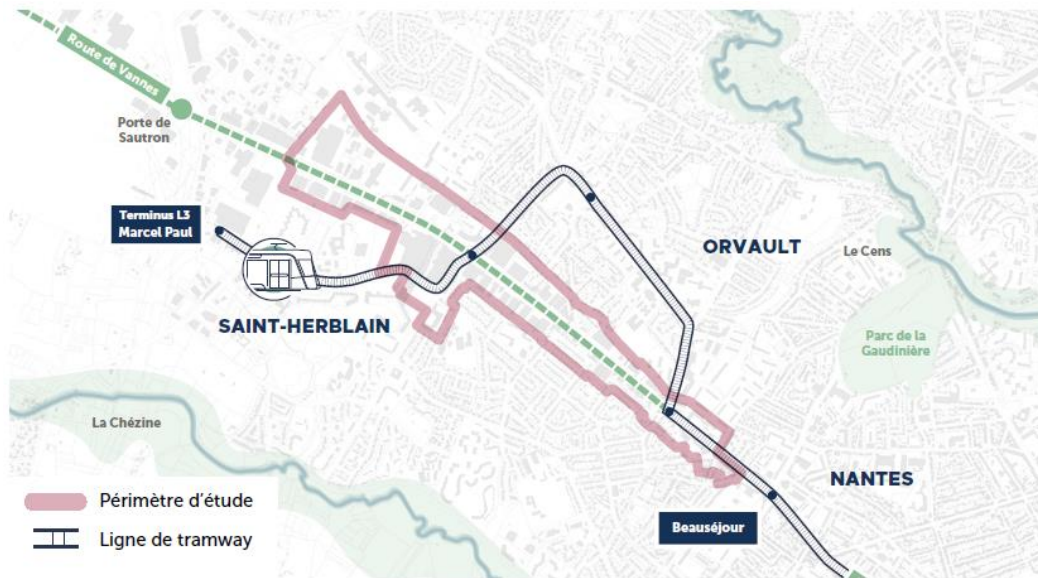 Route de Vannes
Porte de
Sautron
Terminus L3
Marcel Paul
ORVAULT
Le Cens
SAINT-HERBLAIN
Parc de la
Gaudinière
La Chézine
NANTES
Périmètre d'étude
Beauséjour
Ligne de tramway